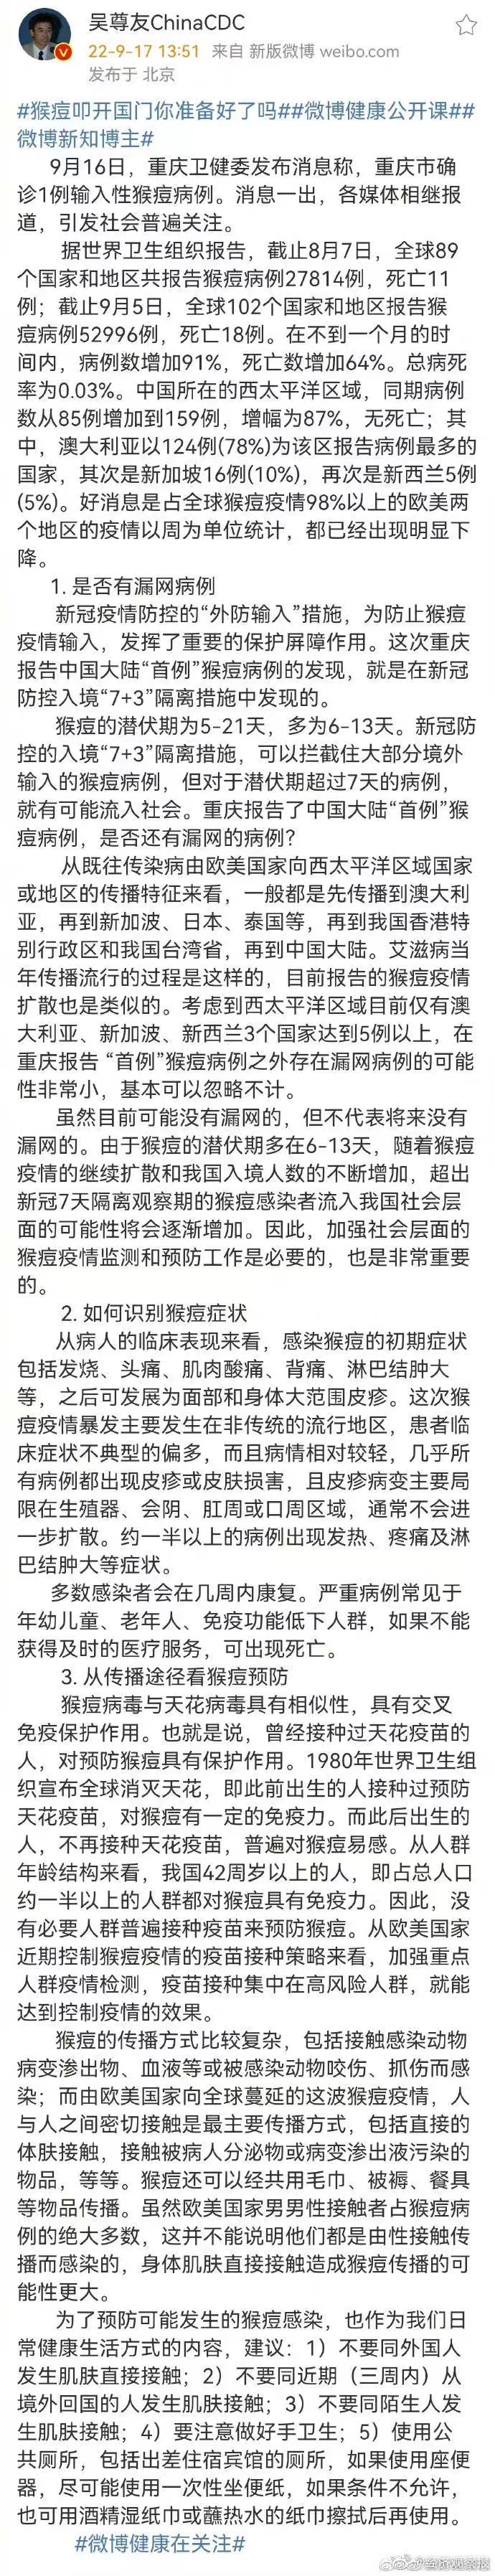 吴尊友ChinaCDC
22-9-17 13:51 来自 新版微博 weibo.com
发布于 北京
#猴痘叩开国门你准备好了吗##微博健康公开课##
微博新知博主#
9月16日，重庆卫健委发布消息称，重庆市确
诊1例输入性猴痘病例。消息一出，各媒体相继报
道，引发社会普遍关注。
据世界卫生组织报告，截止8月7日，全球89
个国家和地区共报告猴痘病例27814例，死亡11
例；截止9月5日，全球102个国家和地区报告猴
痘病例52996例，死亡18例。在不到一个月的时
间内，病例数增加91%，死亡数增加64%。总病死
率为0.03%。中国所在的西太平洋区域，同期病例
数从85例增加到159例，增幅为87%，无死亡；其
中，澳大利亚以124例(78%)为该区报告病例最多的
国家，其次是新加坡16例(10%)，再次是新西兰5例
(5%)。好消息是占全球猴痘疫情98%以上的欧美两
个地区的疫情以周为单位统计，都已经出现明显下
降。
1. 是否有漏网病例
新冠疫情防控的“外防输入”措施，为防止猴痘
疫情输入，发挥了重要的保护屏障作用。这次重庆
报告中国大陆“首例”猴痘病例的发现，就是在新冠
防控入境“7+3”隔离措施中发现的。
猴痘的潜伏期为5-21天，多为6-13天。新冠防
控的入境“7+3”隔离措施，可以拦截住大部分境外
输入的猴痘病例，但对于潜伏期超过7天的病例，
就有可能流入社会。重庆报告了中国大陆“首例”猴
痘病例，是否还有漏网的病例？
从既往传染病由欧美国家向西太平洋区域国家
或地区的传播特征来看，一般都是先传播到澳大利
亚，再到新加波、日本、泰国等，再到我国香港特
别行政区和我国台湾省，再到中国大陆。艾滋病当
年传播流行的过程是这样的，目前报告的猴痘疫情
扩散也是类似的。考虑到西太平洋区域目前仅有澳
大利亚、新加波、新西兰3个国家达到5例以上，在
重庆报告 “首例”猴痘病例之外存在漏网病例的可能
性非常小，基本可以忽略不计。
虽然目前可能没有漏网的，但不代表将来没有
漏网的。由于猴痘的潜伏期多在6-13天，随着猴痘
疫情的继续扩散和我国入境人数的不断增加，超出
新冠7天隔离观察期的猴痘感染者流入我国社会层
面的可能性将会逐渐增加。因此，加强社会层面的
猴痘疫情监测和预防工作是必要的，也是非常重要
的。
2. 如何识别猴痘症状
从病人的临床表现来看，感染猴痘的初期症状
包括发烧、头痛、肌肉酸痛、背痛、淋巴结肿大
等，之后可发展为面部和身体大范围皮疹。这次猴
痘疫情暴发主要发生在非传统的流行地区，患者临
床症状不典型的偏多，而且病情相对较轻，几乎所
有病例都出现皮疹或皮肤损害，且皮疹病变主要局
限在生殖器、会阴、肛周或口周区域，通常不会进
一步扩散。约一半以上的病例出现发热、疼痛及淋
巴结肿大等症状。
多数感染者会在几周内康复。严重病例常见于
年幼儿童、老年人、免疫功能低下人群，如果不能
获得及时的医疗服务，可出现死亡。
3. 从传播途径看猴痘预防
猴痘病毒与天花病毒具有相似性，具有交叉
免疫保护作用。也就是说，曾经接种过天花疫苗的
人，对预防猴痘具有保护作用。1980年世界卫生组
织宣布全球消灭天花，即此前出生的人接种过预防
天花疫苗，对猴痘有一定的免疫力。而此后出生的
人，不再接种天花疫苗，普遍对猴痘易感。从人群
年龄结构来看，我国42周岁以上的人，即占总人口
约一半以上的人群都对猴痘具有免疫力。因此，没
有必要人群普遍接种疫苗来预防猴痘。从欧美国家
近期控制猴痘疫情的疫苗接种策略来看，加强重点
人群疫情检测，疫苗接种集中在高风险人群，就能
达到控制疫情的效果。
猴痘的传播方式比较复杂，包括接触感染动物
病变渗出物、血液等或被感染动物咬伤、抓伤而感
染；而由欧美国家向全球蔓延的这波猴痘疫情，人
与人之间密切接触是最主要传播方式，包括直接的
体肤接触，接触被病人分泌物或病变渗出液污染的
物品，等等。猴痘还可以经共用毛巾、被褥、餐具
等物品传播。虽然欧美国家男男性接触者占猴痘病
例的绝大多数，这并不能说明他们都是由性接触传
播而感染的，身体肌肤直接接触造成猴痘传播的可
能性更大。
为了预防可能发生的猴痘感染，也作为我们日
常健康生活方式的内容，建议：1）不要同外国人
发生肌肤直接接触；2）不要同近期（三周内）从
境外回国的人发生肌肤接触；3）不要同陌生人发
生肌肤接触；4）要注意做好手卫生；5）使用公
共厕所，包括出差住宿宾馆的厕所，如果使用座便
器，尽可能使用一次性坐便纸，如果条件不允许，
也可用酒精湿纸巾或蘸热水的纸巾擦拭后再使用。
#微博健康在关注#